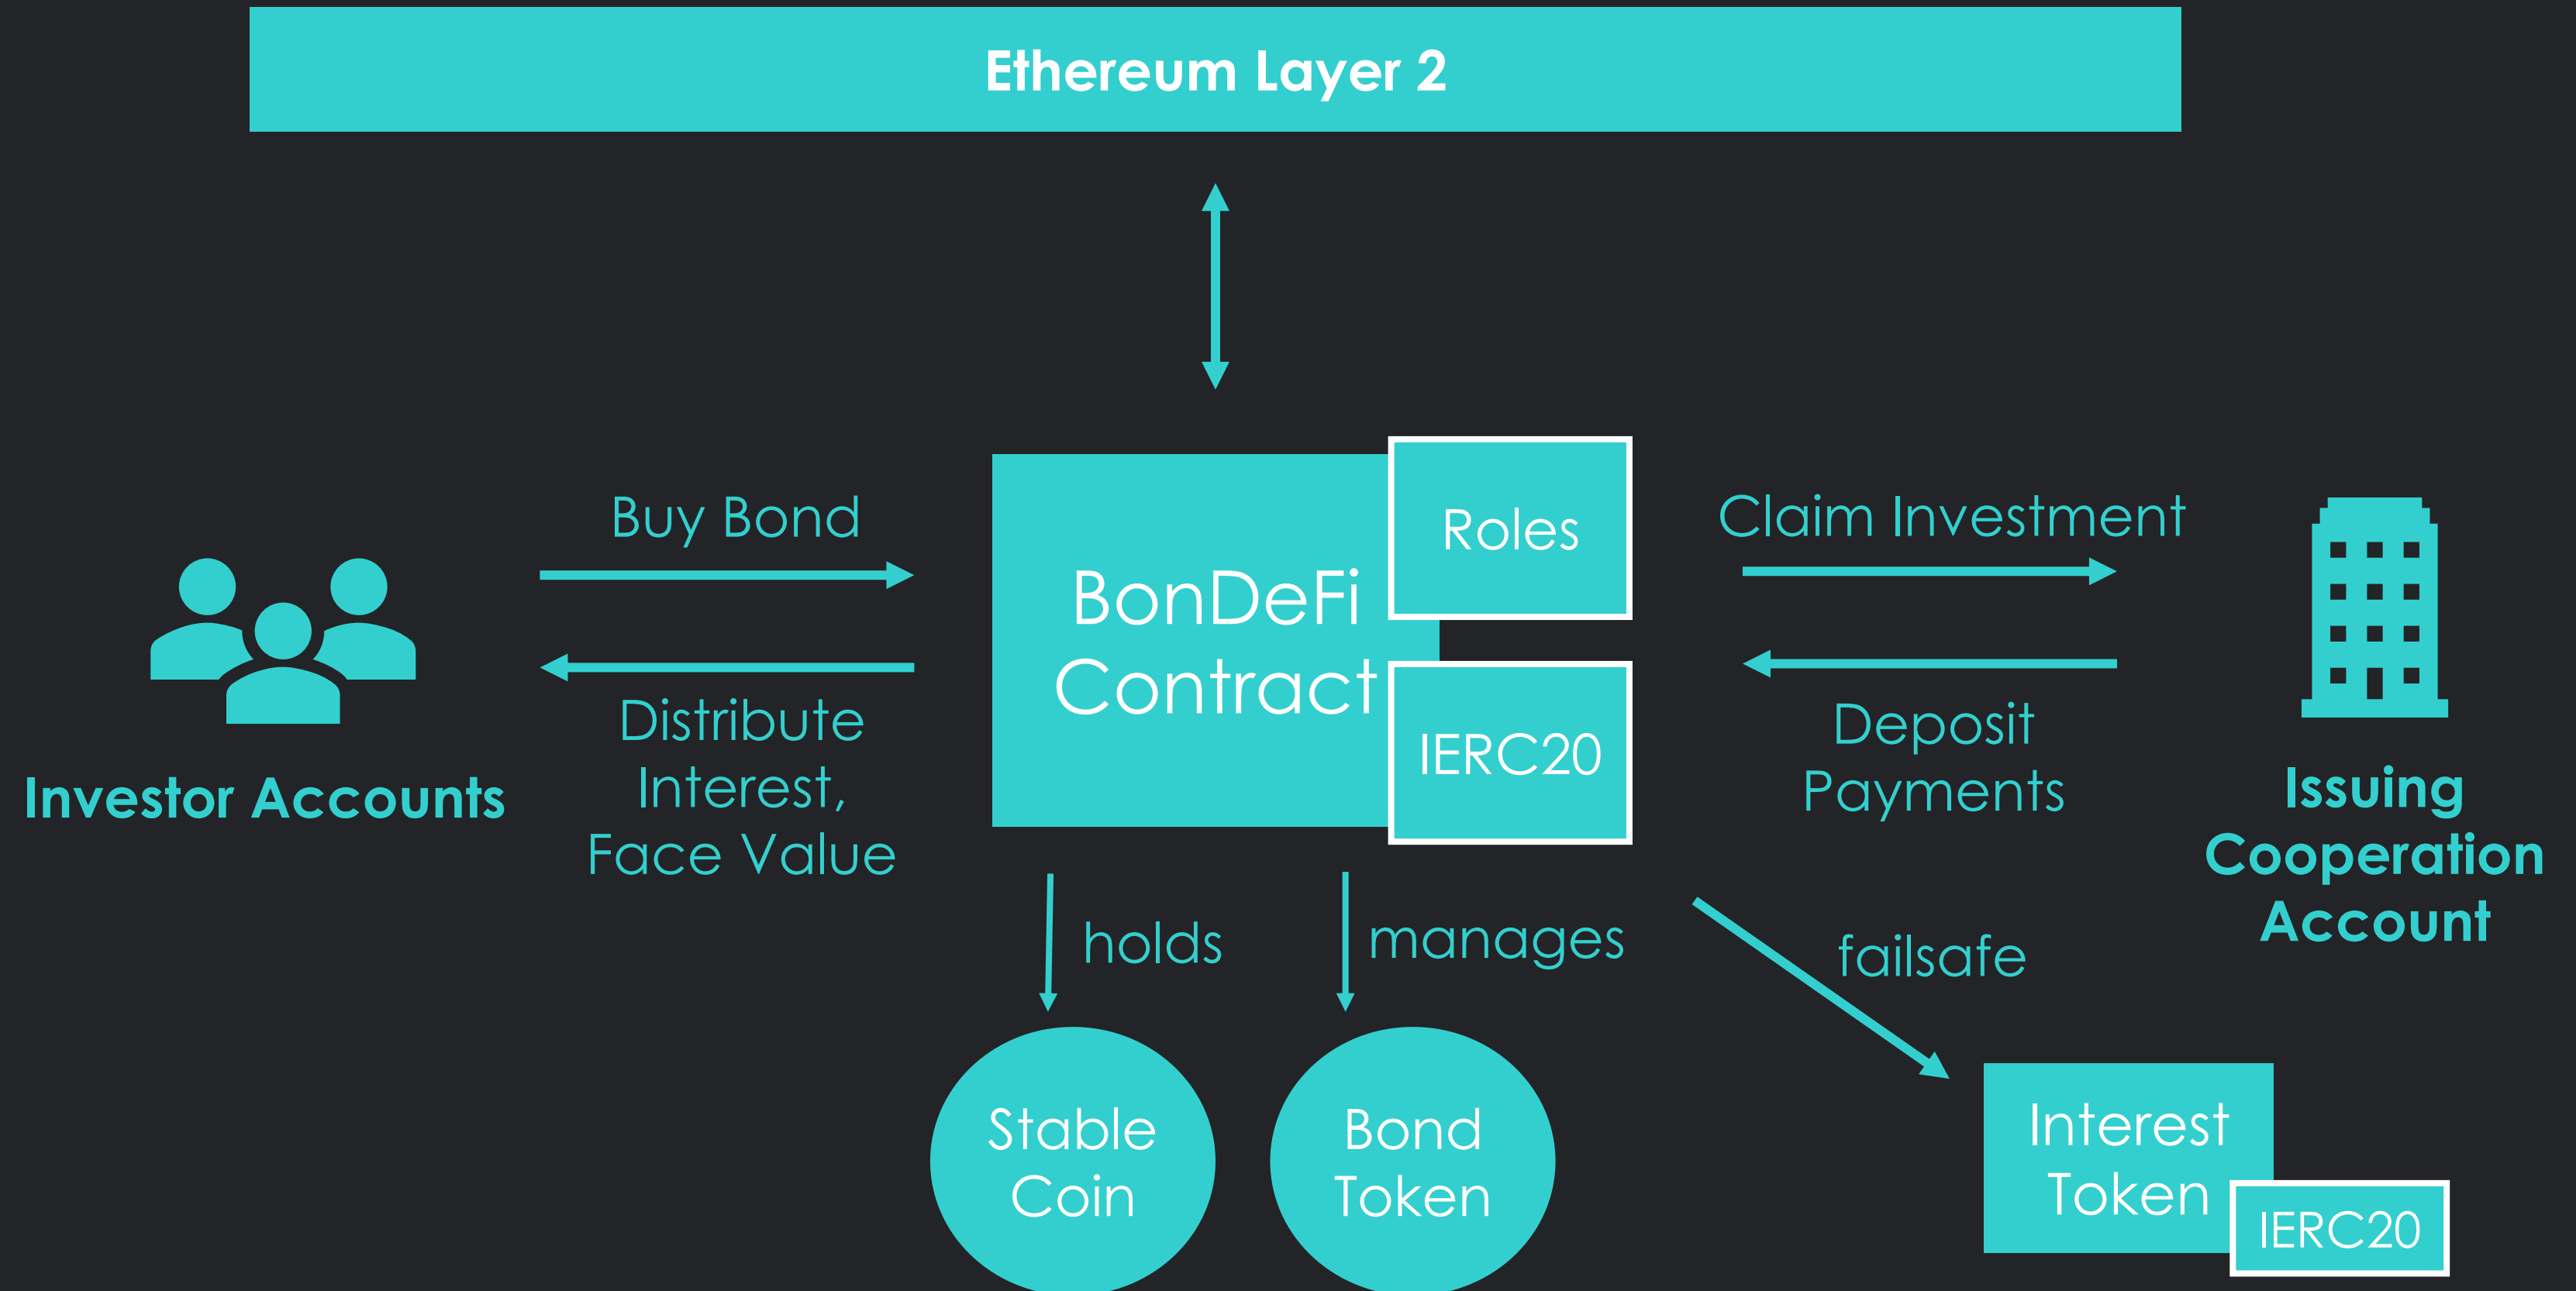 Ethereum Layer 2
Buy Bond
Distribute
Interest,
Face Value
Investor Accounts
BonDeFi
Contract
Roles
IERC20
Claim Investment
Deposit
Payments
Issuing
Cooperation
Account
holds
manages
failsafe
Stable
Coin
Bond
Token
Interest
Token
IERC20